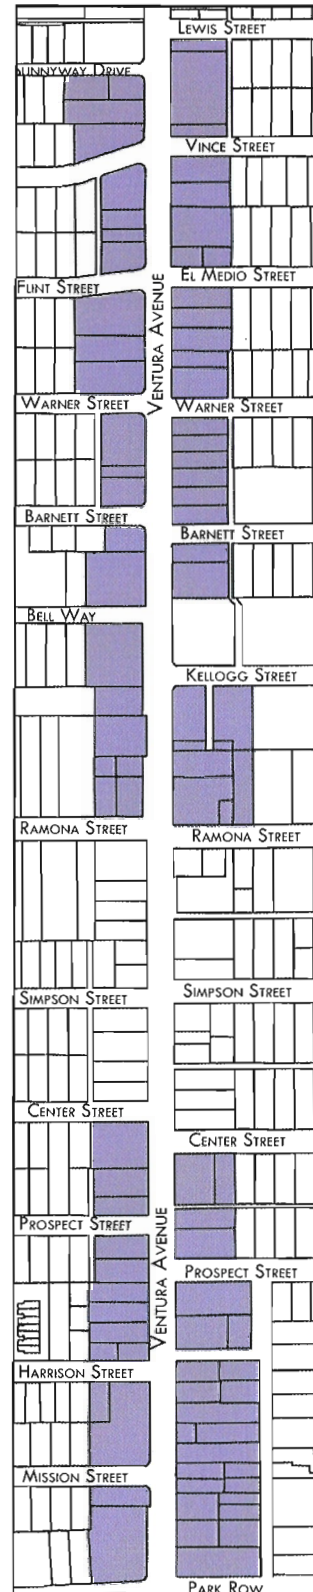 LEWIS STREET
SUNNYWAY DRIVE
VINCE STREET
EL MEDIO STREET
FLINT STREET
VENTURA AVENUE
WARNER STREET
WARNER STREET
BARNETT STREET
BARNETT STREET
BELL WAY
KELLOGG STREET
RAMONA STREET
RAMONA STREET
SIMPSON STREET
SIMPSON STREET
CENTER STREET
CENTER STREET
PROSPECT STREET
VENTURA AVENUE
PROSPECT STREET
HARRISON STREET
MISSION STREET
PARK ROW